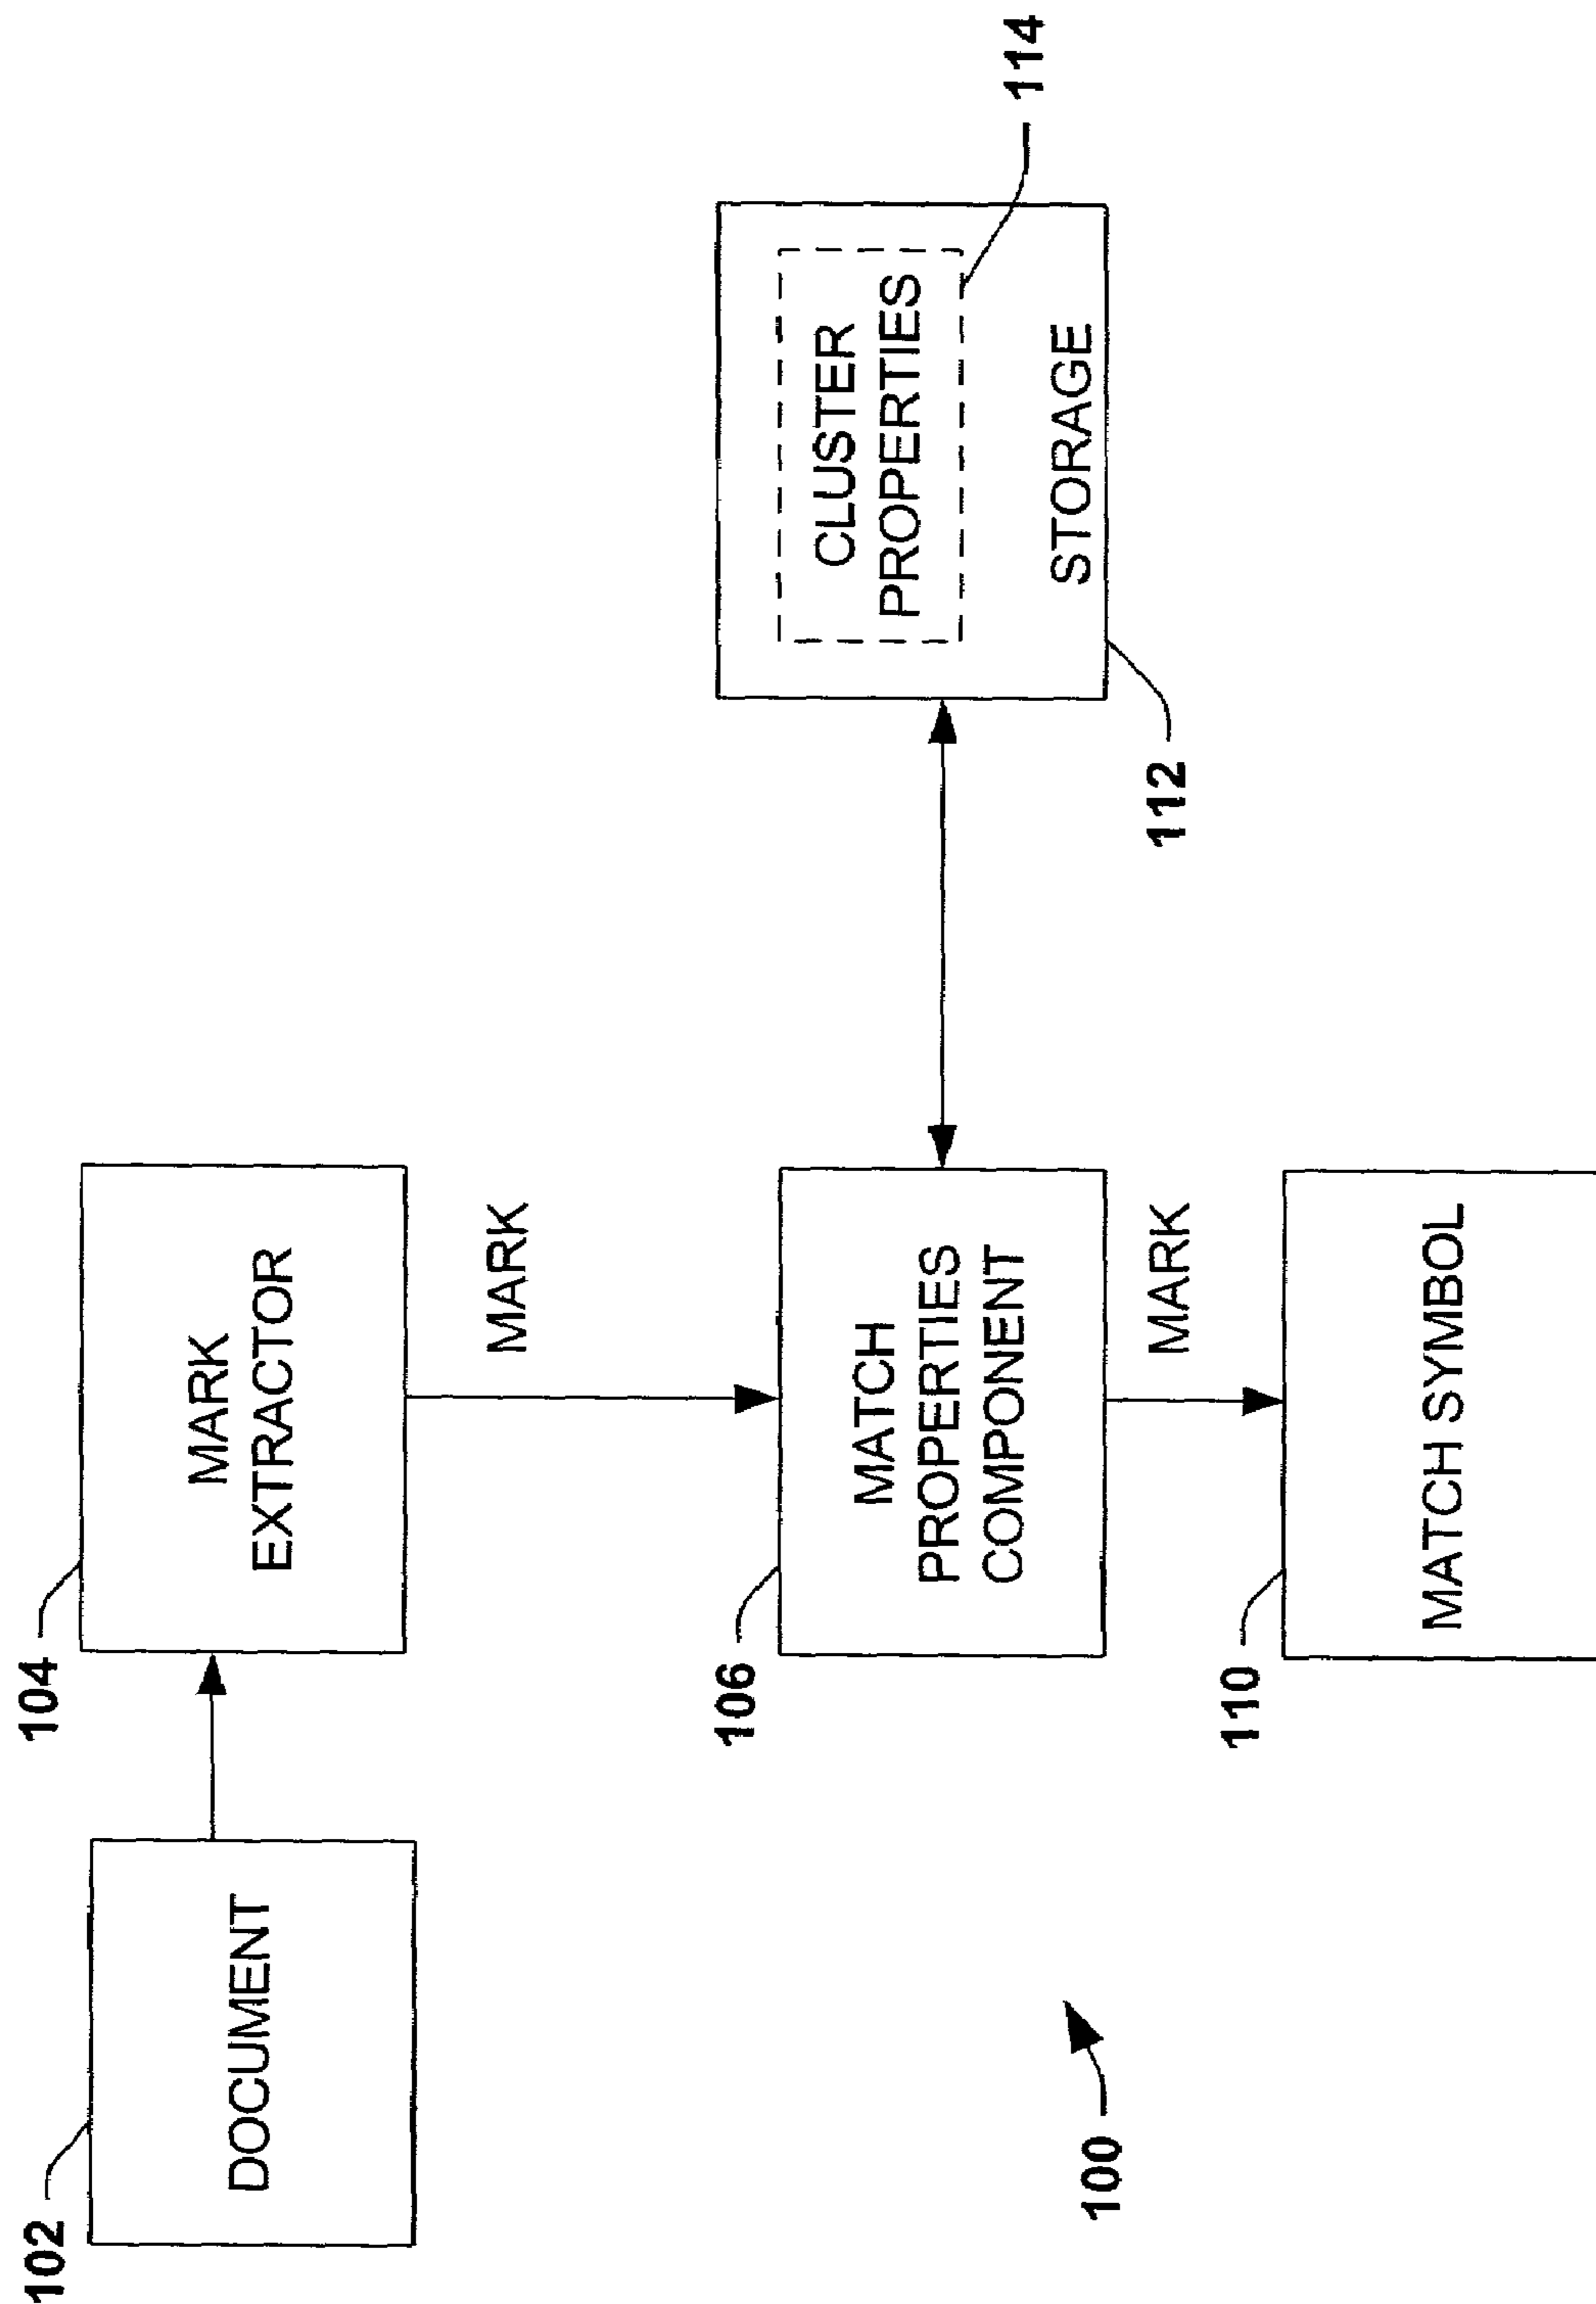 104
MARK
EXTRACTOR
102
DOCUMENT
MARK
106
MATCH
PROPERTIES
COMPONENT
CLUSTER
PROPERTIES
STORAGE
114
112
MARK
110
MATCH SYMBOL
100